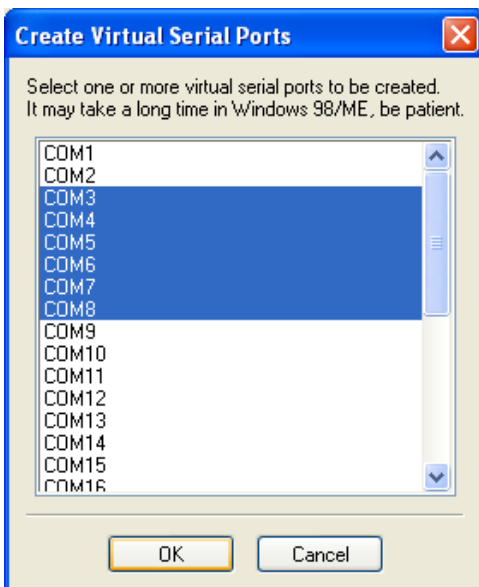 Create Virtual Serial Ports
Select one or more virtual serial ports to be created.
It may take a long time in Windows 98/ME, be patient.
COM1
COM2
COM3
COM4
COM5
COM6
COM7
COM8
COM9
COM10
COM11
COM12
COM13
COM14
COM15
COM16
OK
Cancel